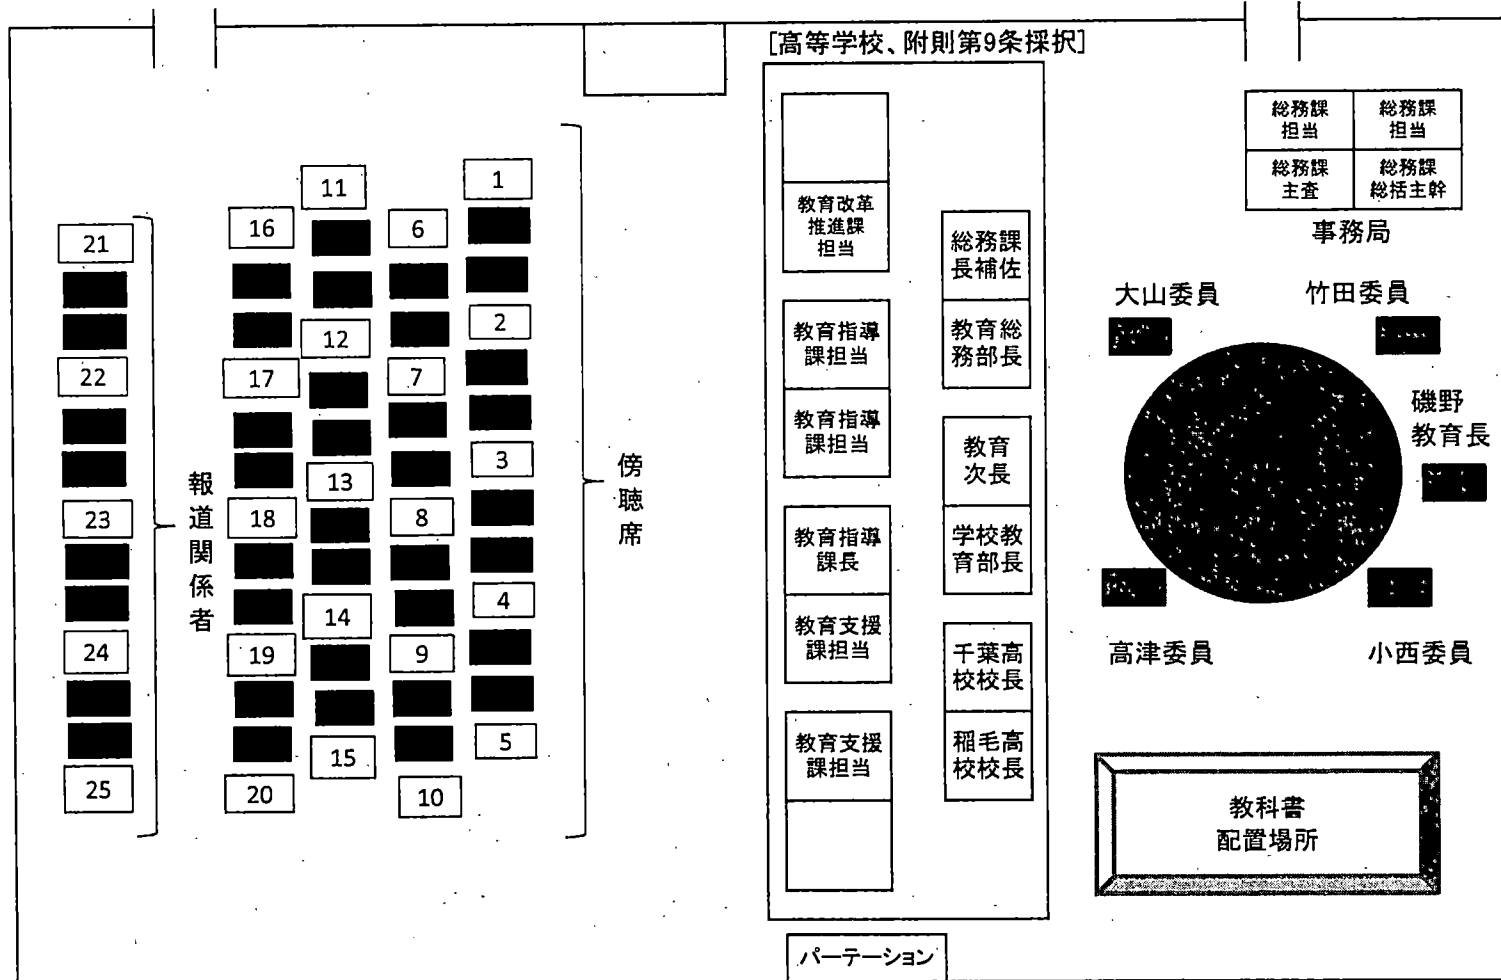 [高等学校、附則第9条採択]
総務課
担当
総務課
担当
総務課
主査
総務課
総括主幹
事務局
1
2
3
4
5
6
7
8
9
10
11
12
13
14
15
16
17
18
19
20
21
22
23
24
25
報道関係者
傍聴席
教育改革
推進課
担当
教育指導
課担当
教育指導
課担当
教育指導
課長
教育支援
課担当
教育支援
課担当
総務課
長補佐
教育総
務部長
教育
次長
学校教
育部長
千葉高
校校長
稲毛高
校校長
大山委員
竹田委員
磯野
教育長
高津委員
小西委員
教科書
配置場所
パーテーション